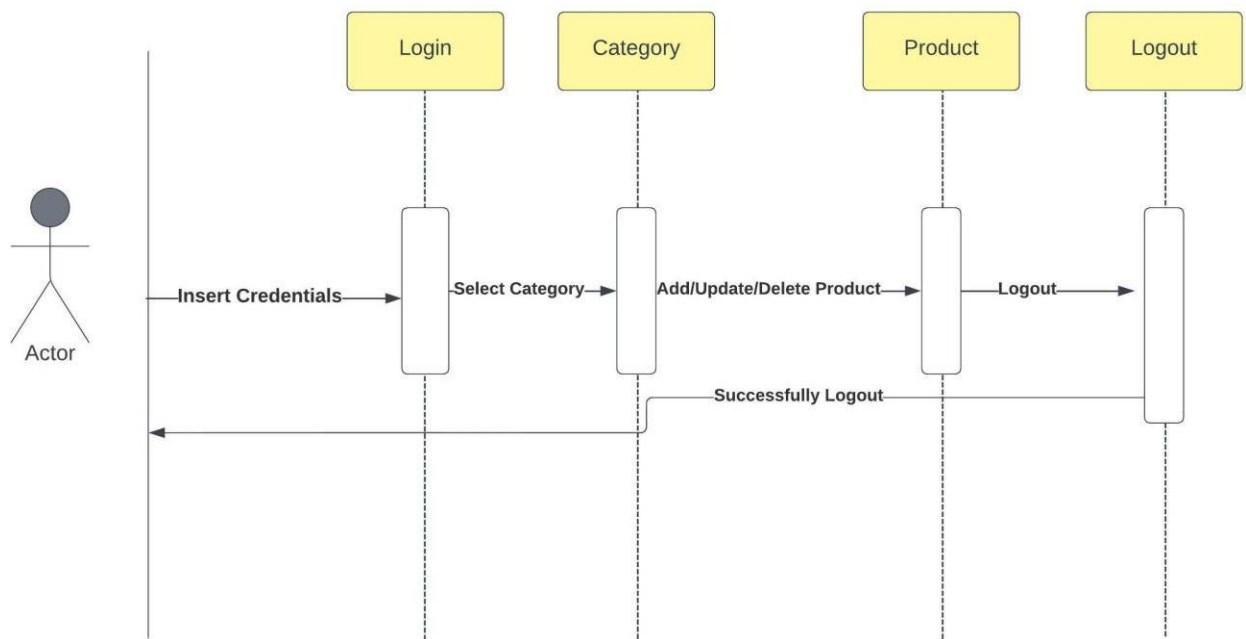 Login
Category
Product
Logout
Insert Credentials
Select Category
Add/Update/Delete Product
Logout
Actor
Successfully Logout